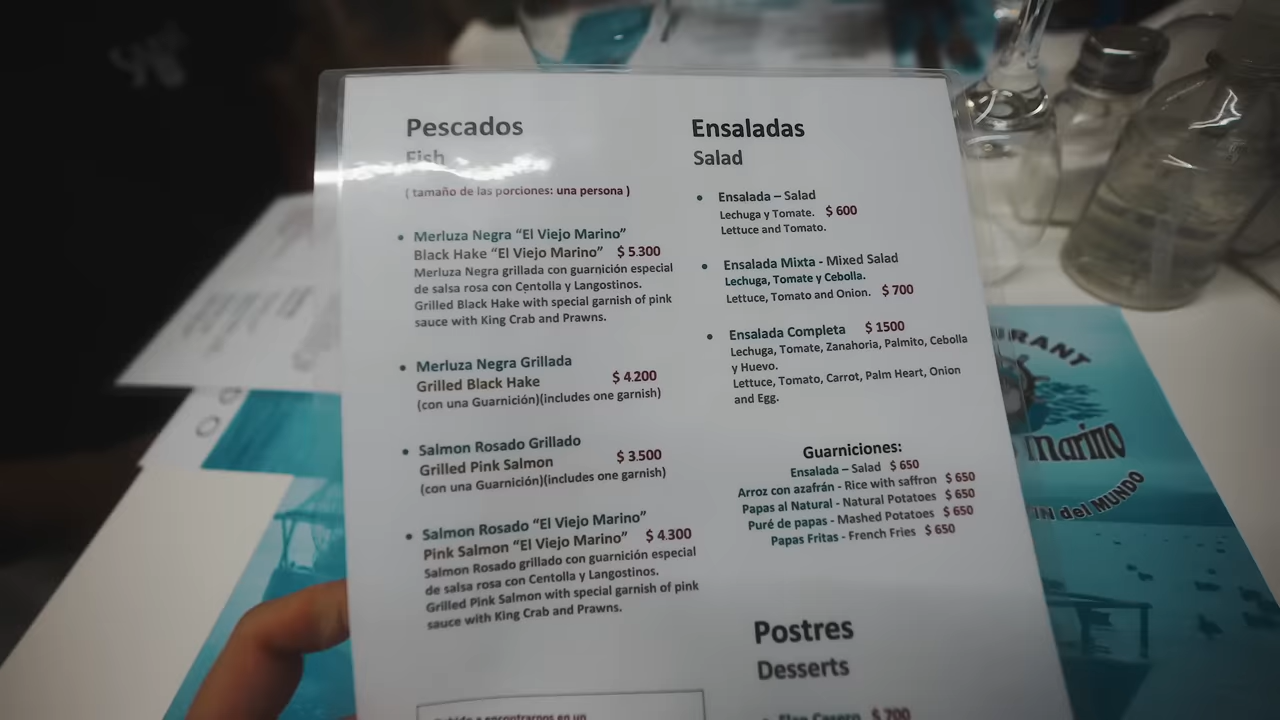 Pescados
Fish
( tamaño de las porciones: una persona )
Merluza Negra “El Viejo Marino”
Black Hake “El Viejo Marino” $ 5.300
Merluza Negra grillada con guarnición especial
de salsa rosa con Centolla y Langostinos.
Grilled Black Hake with special garnish of pink
sauce with King Crab and Prawns.
Merluza Negra Grillada
Grilled Black Hake $ 4.200
(con una Guarnición)(includes one garnish)
Salmon Rosado Grillado
Grilled Pink Salmon $ 3.500
(con una Guarnición)(includes one garnish)
Salmon Rosado “El Viejo Marino”
Pink Salmon “El Viejo Marino” $ 4.300
Salmon Rosado grillado con guarnición especial
de salsa rosa con Centolla y Langostinos.
Grilled Pink Salmon with special garnish of pink
sauce with King Crab and Prawns.
Ensaladas
Salad
Ensalada – Salad
Lechuga y Tomate. $ 600
Lettuce and Tomato.
Ensalada Mixta - Mixed Salad
Lechuga, Tomate y Cebolla.
Lettuce, Tomato and Onion. $ 700
Ensalada Completa $ 1500
Lechuga, Tomate, Zanahoria, Palmito, Cebolla
y Huevo.
Lettuce, Tomato, Carrot, Palm Heart, Onion
and Egg.
Guarniciones:
Ensalada – Salad $ 650
Arroz con azafrán - Rice with saffron $ 650
Papas al Natural - Natural Potatoes $ 650
Puré de papas - Mashed Potatoes $ 650
Papas Fritas - French Fries $ 650
Postres
Desserts
Flan Casero $ 700
marino
del MUNDO